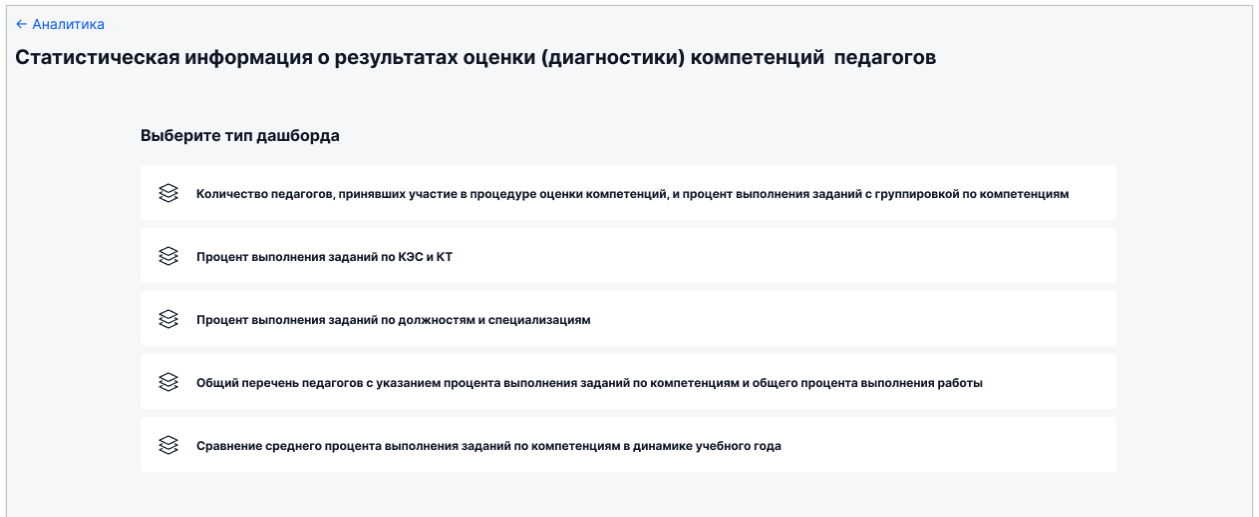 ← Аналитика
Статистическая информация о результатах оценки (диагностики) компетенций  педагогов
Выберите тип дашборда
Количество педагогов, принявших участие в процедуре оценки компетенций, и процент выполнения заданий с группировкой по компетенциям
Процент выполнения заданий по КЭС и КТ
Процент выполнения заданий по должностям и специализациям
Общий перечень педагогов с указанием процента выполнения заданий по компетенциям и общего процента выполнения работы
Сравнение среднего процента выполнения заданий по компетенциям в динамике учебного года